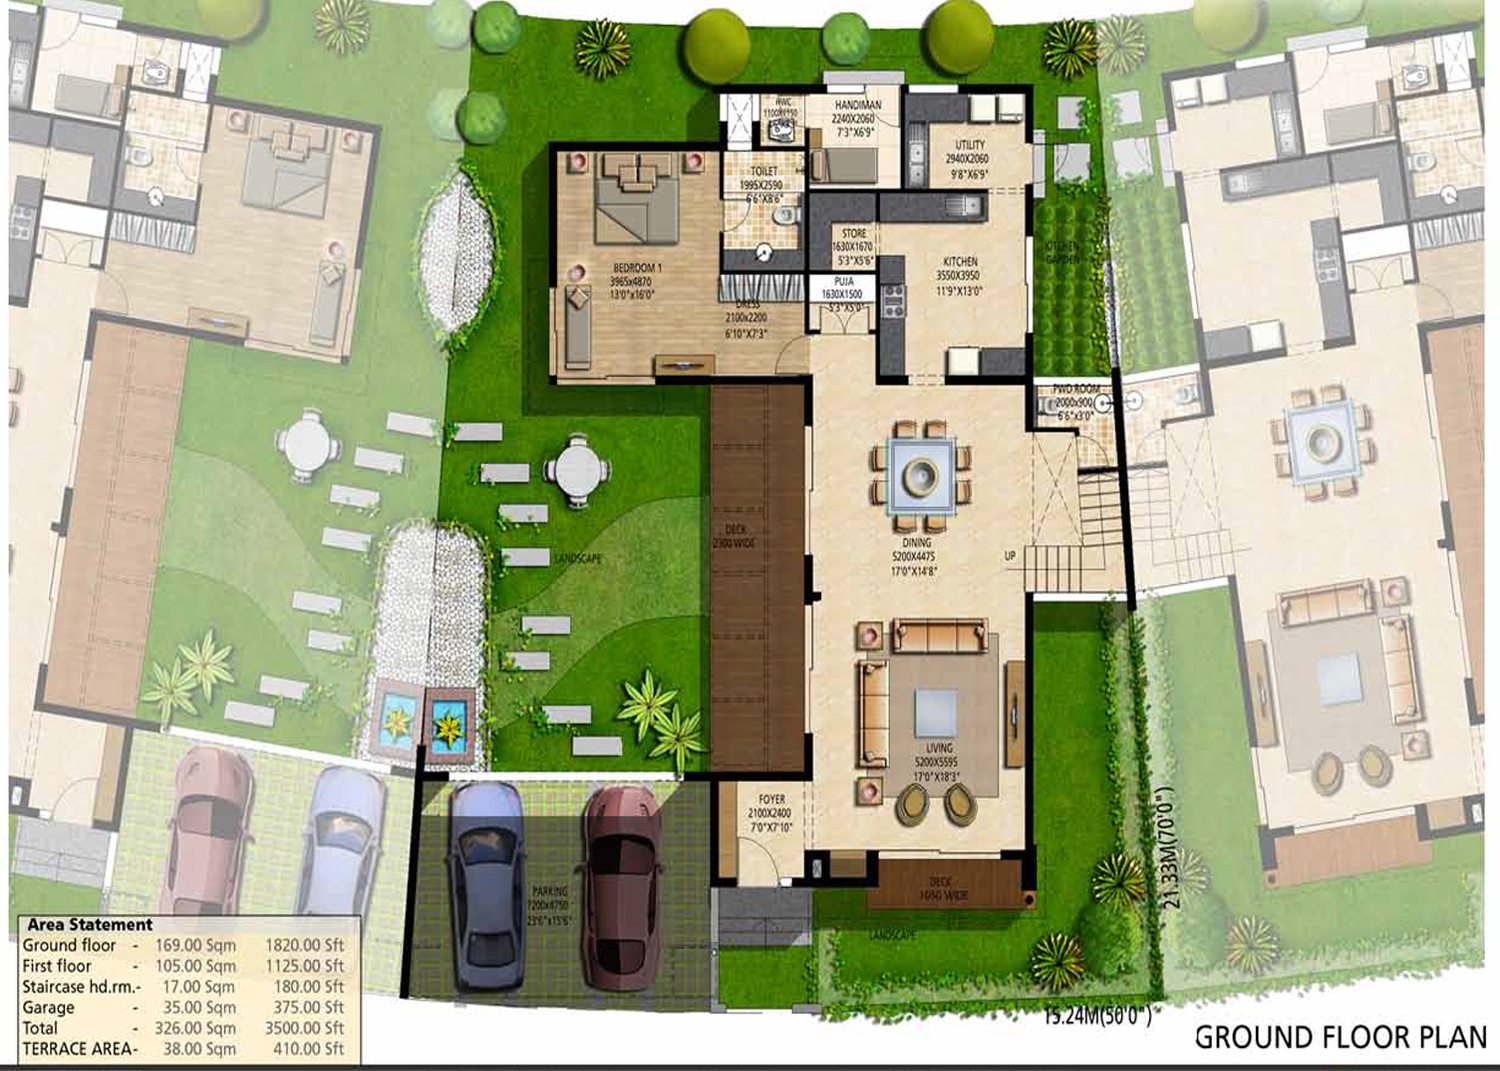 HWC
1100X1150
HANDIMAN
2240X2060
7'3"X6'9"
UTILITY
2940X2060
9'8"X6'9"
TOILET
1995X2590
6'6"X8'6"
STORE
1630X1670
5'3"X5'6"
KITCHEN
GARDEN
BEDROOM 1
3965x4870
13'0"x16'0"
KITCHEN
3550X3950
11'9"X13'0"
PUJA
1630X1500
5'3"X5'0"
DRESS
2100x2200
6'10"X7'3"
PWD ROOM
2000x900
6'6"x3'0"
DECK
2300 WIDE
DINING
5200X4475
17'0"X14'8"
UP
LANDSCAPE
LIVING
5200X5595
17'0"X18'3"
FOYER
2100X2400
7'0"X7'10"
21.33M(70'0")
PARKING
7200x4750
23'6"x15'6"
DECK
1050 WIDE
LANDSCAPE
15.24M(50'0")
Area Statement
Ground floor - 169.00 Sqm 1820.00 Sft
First floor - 105.00 Sqm 1125.00 Sft
Staircase hd.rm.- 17.00 Sqm 180.00 Sft
Garage - 35.00 Sqm 375.00 Sft
Total - 326.00 Sqm 3500.00 Sft
TERRACE AREA- 38.00 Sqm 410.00 Sft
GROUND FLOOR PLAN